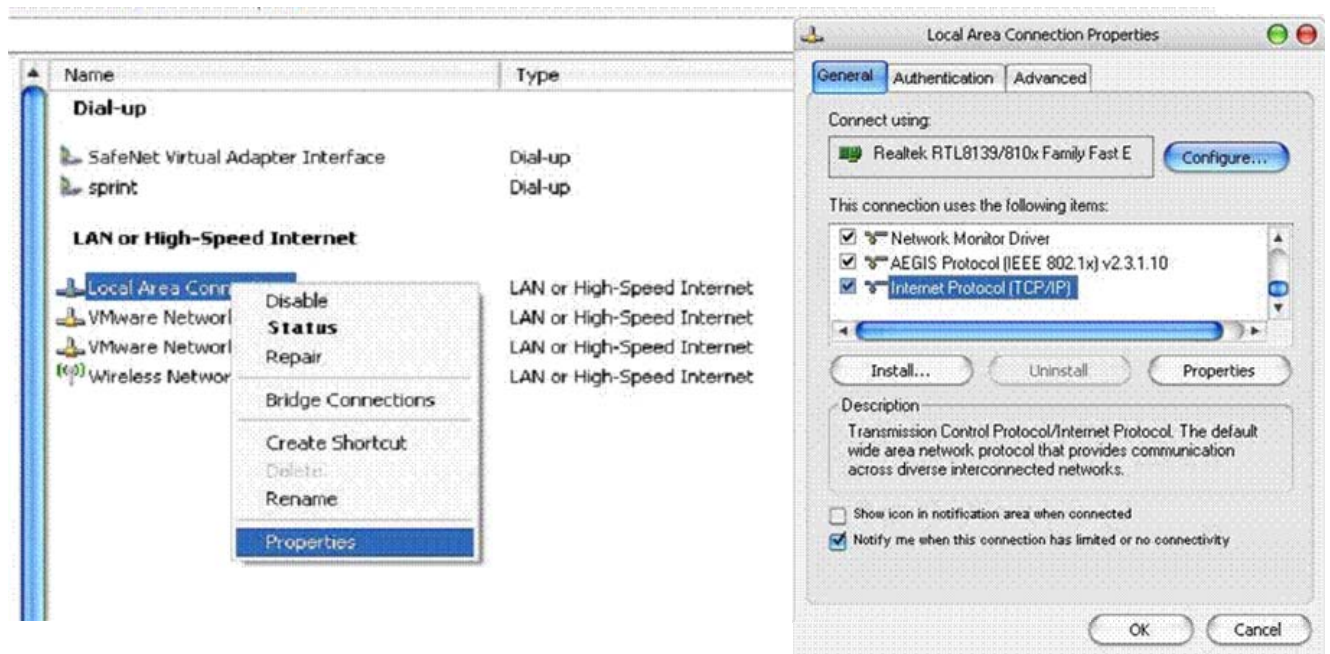 Name Type
Dial-up
SafeNet Virtual Adapter Interface Dial-up
sprint Dial-up
LAN or High-Speed Internet
Local Area Conn LAN or High-Speed Internet
VMware Network LAN or High-Speed Internet
VMware Network LAN or High-Speed Internet
Wireless Networ LAN or High-Speed Internet
Disable
Status
Repair
Bridge Connections
Create Shortcut
Delete
Rename
Properties
Local Area Connection Properties
General Authentication Advanced
Connect using:
Realtek RTL8139/810x Family Fast E Configure...
This connection uses the following items:
Network Monitor Driver
AEGIS Protocol (IEEE 802.1x) v2.3.1.10
Internet Protocol (TCP/IP)
Install... Uninstall Properties
Description
Transmission Control Protocol/Internet Protocol. The default
wide area network protocol that provides communication
across diverse interconnected networks.
Show icon in notification area when connected
Notify me when this connection has limited or no connectivity
OK Cancel